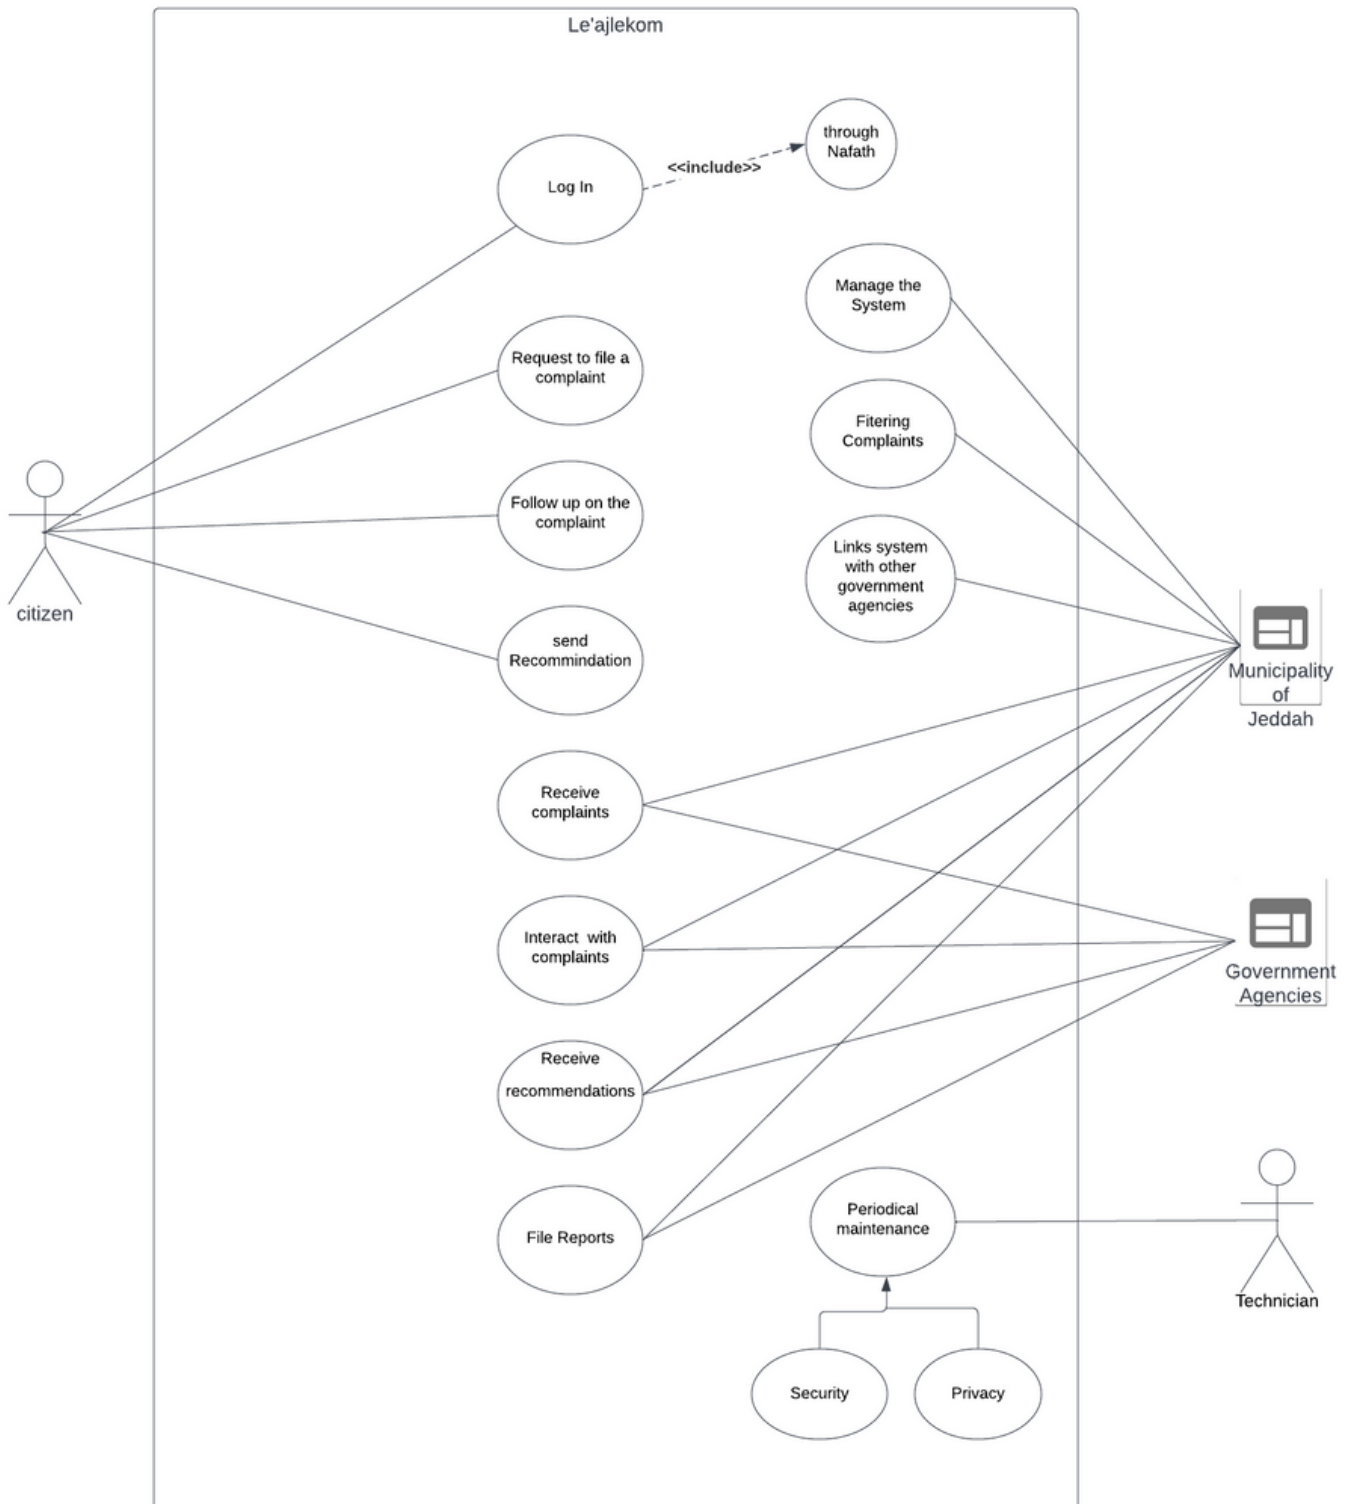 Le'ajlekom
through
Nafath
<<include>>
Log In
Manage the
System
Request to file a
complaint
Fitering
Complaints
Follow up on the
complaint
Links system
with other
government
agencies
citizen
send
Recommindation
Municipality
of
Jeddah
Receive
complaints
Interact  with
complaints
Government
Agencies
Receive
recommendations
Periodical
maintenance
File Reports
Technician
Security
Privacy